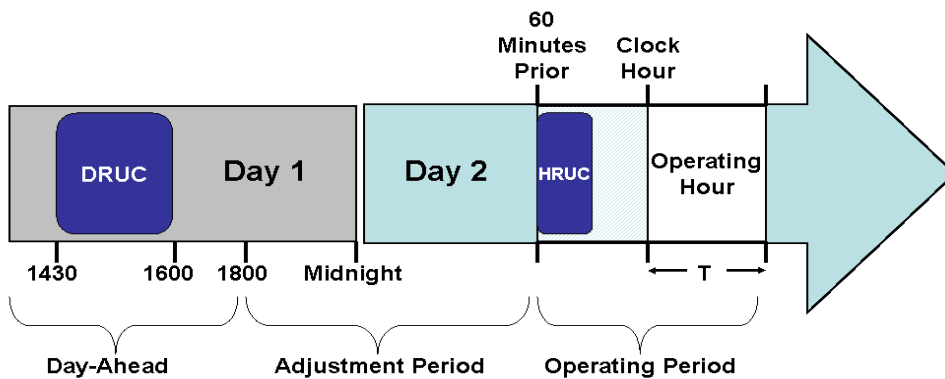 60
Minutes
Prior
Clock
Hour
DRUC
Day 1
Day 2
HRUC
Operating
Hour
1430
1600
1800
Midnight
T
Day-Ahead
Adjustment Period
Operating Period